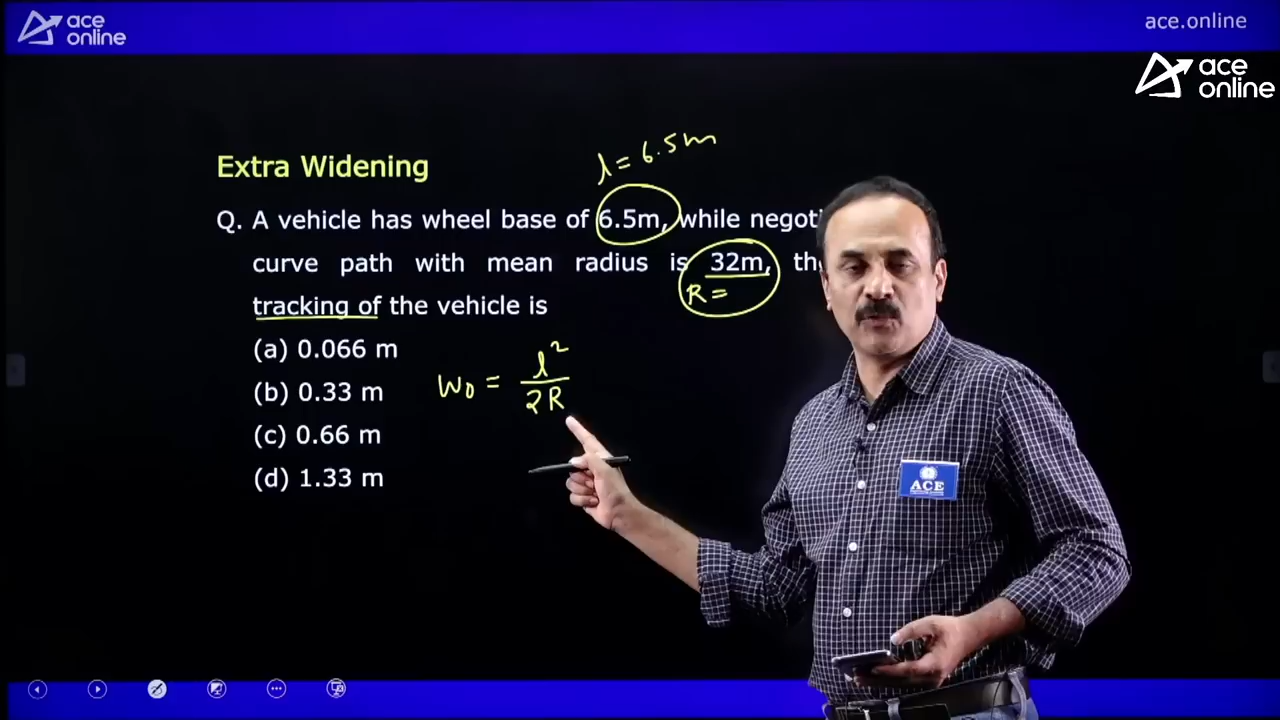 ace online
ace.online
ace online
Extra Widening
l = 6.5m
Q. A vehicle has wheel base of 6.5m, while negoti
curve path with mean radius is 32m, th
R =
tracking of the vehicle is
(a) 0.066 m
(b) 0.33 m
(c) 0.66 m
(d) 1.33 m
W₀ = l²/2R
ACE